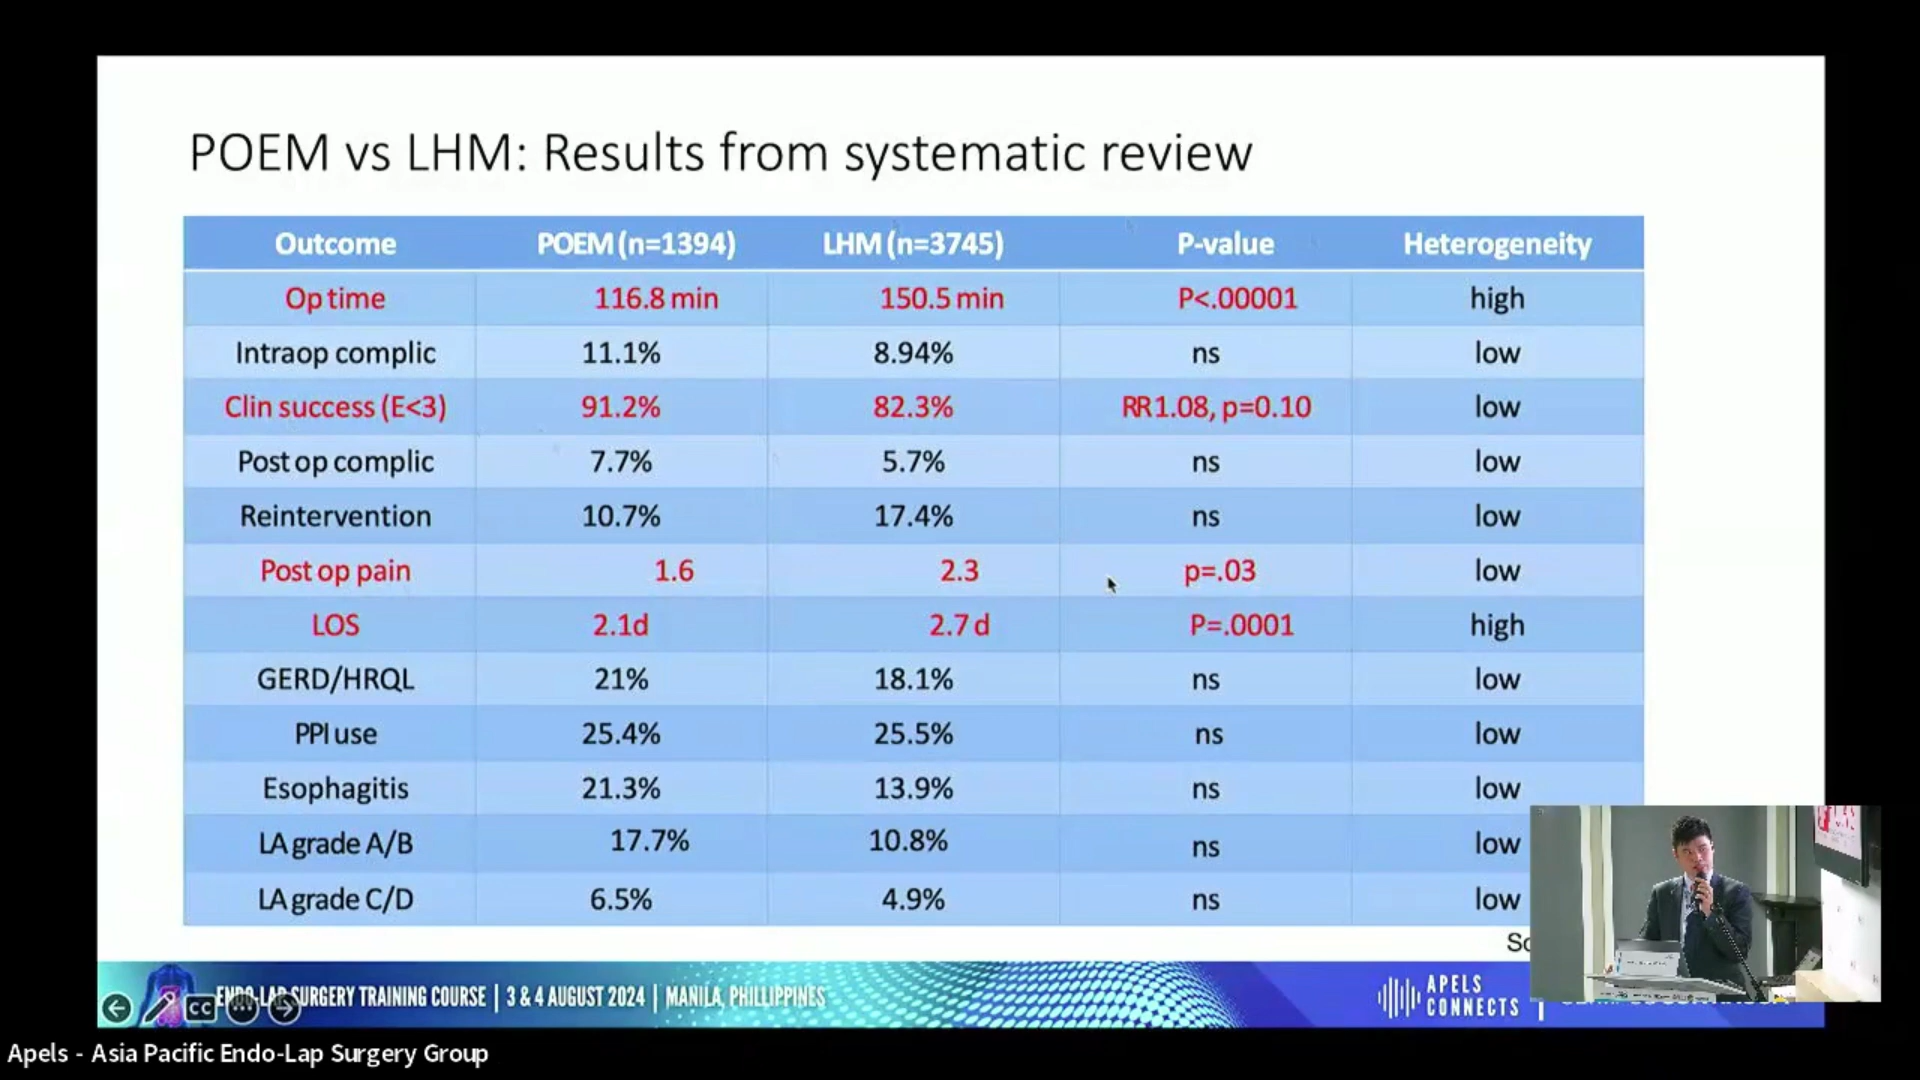 POEM vs LHM: Results from systematic review
Outcome POEM (n=1394) LHM (n=3745) P-value Heterogeneity
Op time 116.8 min 150.5 min P<.00001 high
Intraop complic 11.1% 8.94% ns low
Clin success (E<3) 91.2% 82.3% RR1.08, p=0.10 low
Post op complic 7.7% 5.7% ns low
Reintervention 10.7% 17.4% ns low
Post op pain 1.6 2.3 p=.03 low
LOS 2.1d 2.7 d P=.0001 high
GERD/HRQL 21% 18.1% ns low
PPI use 25.4% 25.5% ns low
Esophagitis 21.3% 13.9% ns low
LA grade A/B 17.7% 10.8% ns low
LA grade C/D 6.5% 4.9% ns low
ENDO-LAP SURGERY TRAINING COURSE | 3 & 4 AUGUST 2024 | MANILA, PHILLIPPINES
APELS
CONNECTS
CC
Apels - Asia Pacific Endo-Lap Surgery Group